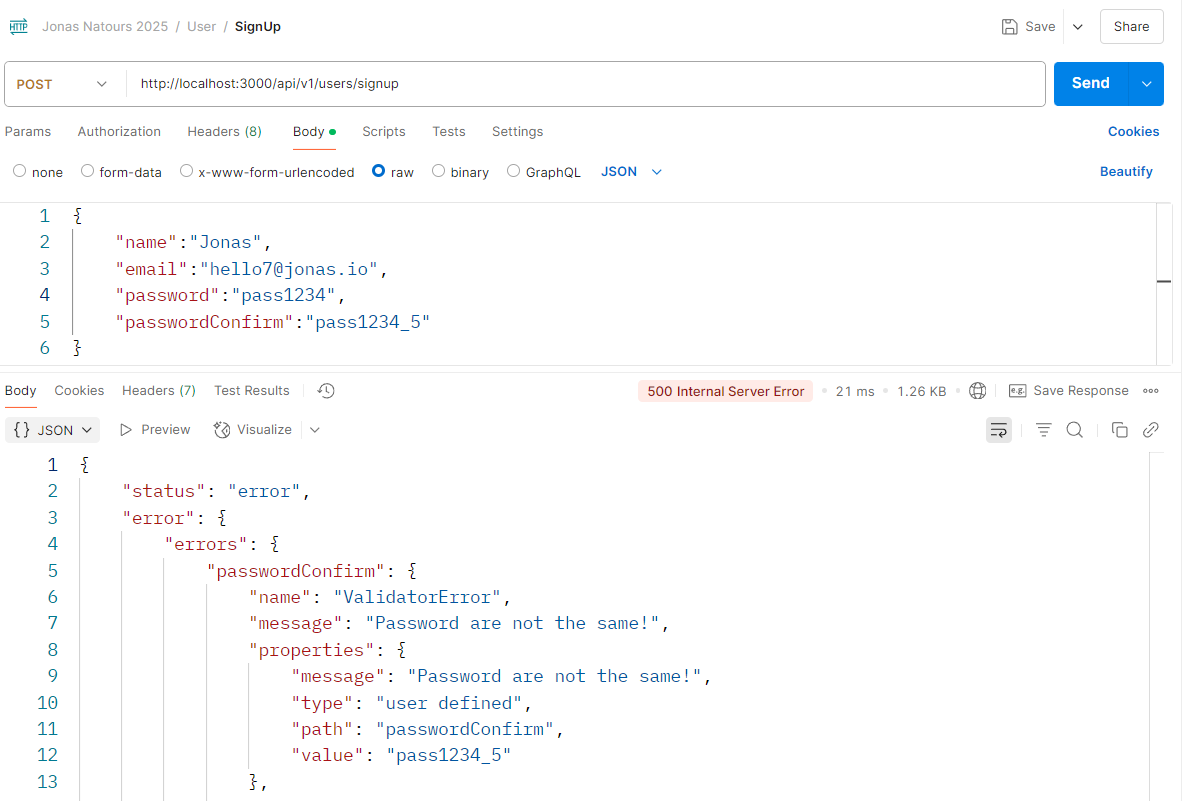 HTTP Jonas Natours 2025 / User / SignUp Save Share
POST http://localhost:3000/api/v1/users/signup Send
Params Authorization Headers (8) Body Scripts Tests Settings Cookies
none form-data x-www-form-urlencoded raw binary GraphQL JSON Beautify
1 {
2 "name":"Jonas",
3 "email":"hello7@jonas.io",
4 "password":"pass1234",
5 "passwordConfirm":"pass1234_5"
6 }
Body Cookies Headers (7) Test Results 500 Internal Server Error 21 ms 1.26 KB e.g. Save Response
{} JSON Preview Visualize
1 {
2 "status": "error",
3 "error": {
4 "errors": {
5 "passwordConfirm": {
6 "name": "ValidatorError",
7 "message": "Password are not the same!",
8 "properties": {
9 "message": "Password are not the same!",
10 "type": "user defined",
11 "path": "passwordConfirm",
12 "value": "pass1234_5"
13 },